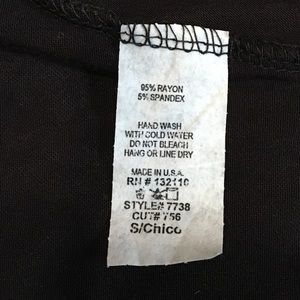 95% RAYON
5% SPANDEX
HAND WASH
WITH COLD WATER
DO NOT BLEACH
HANG OR LINE DRY
MADE IN U.S.A.
RN # 132110
STYLE# 7738
CUT# 756
S/Chico